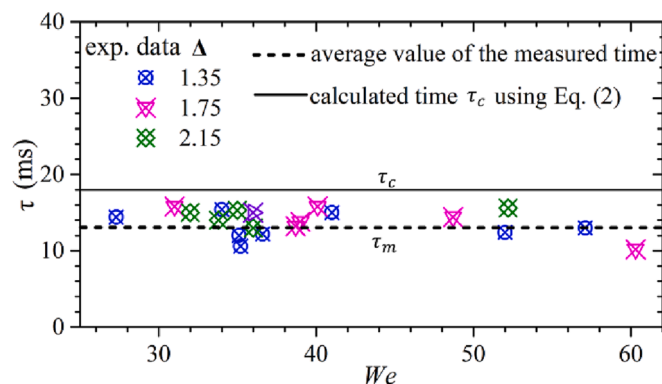 40
exp. data Δ
1.35
1.75
2.15
average value of the measured time
calculated time τc using Eq. (2)
30
τ (ms)
20
τc
τm
10
0
30 40 50 60
We